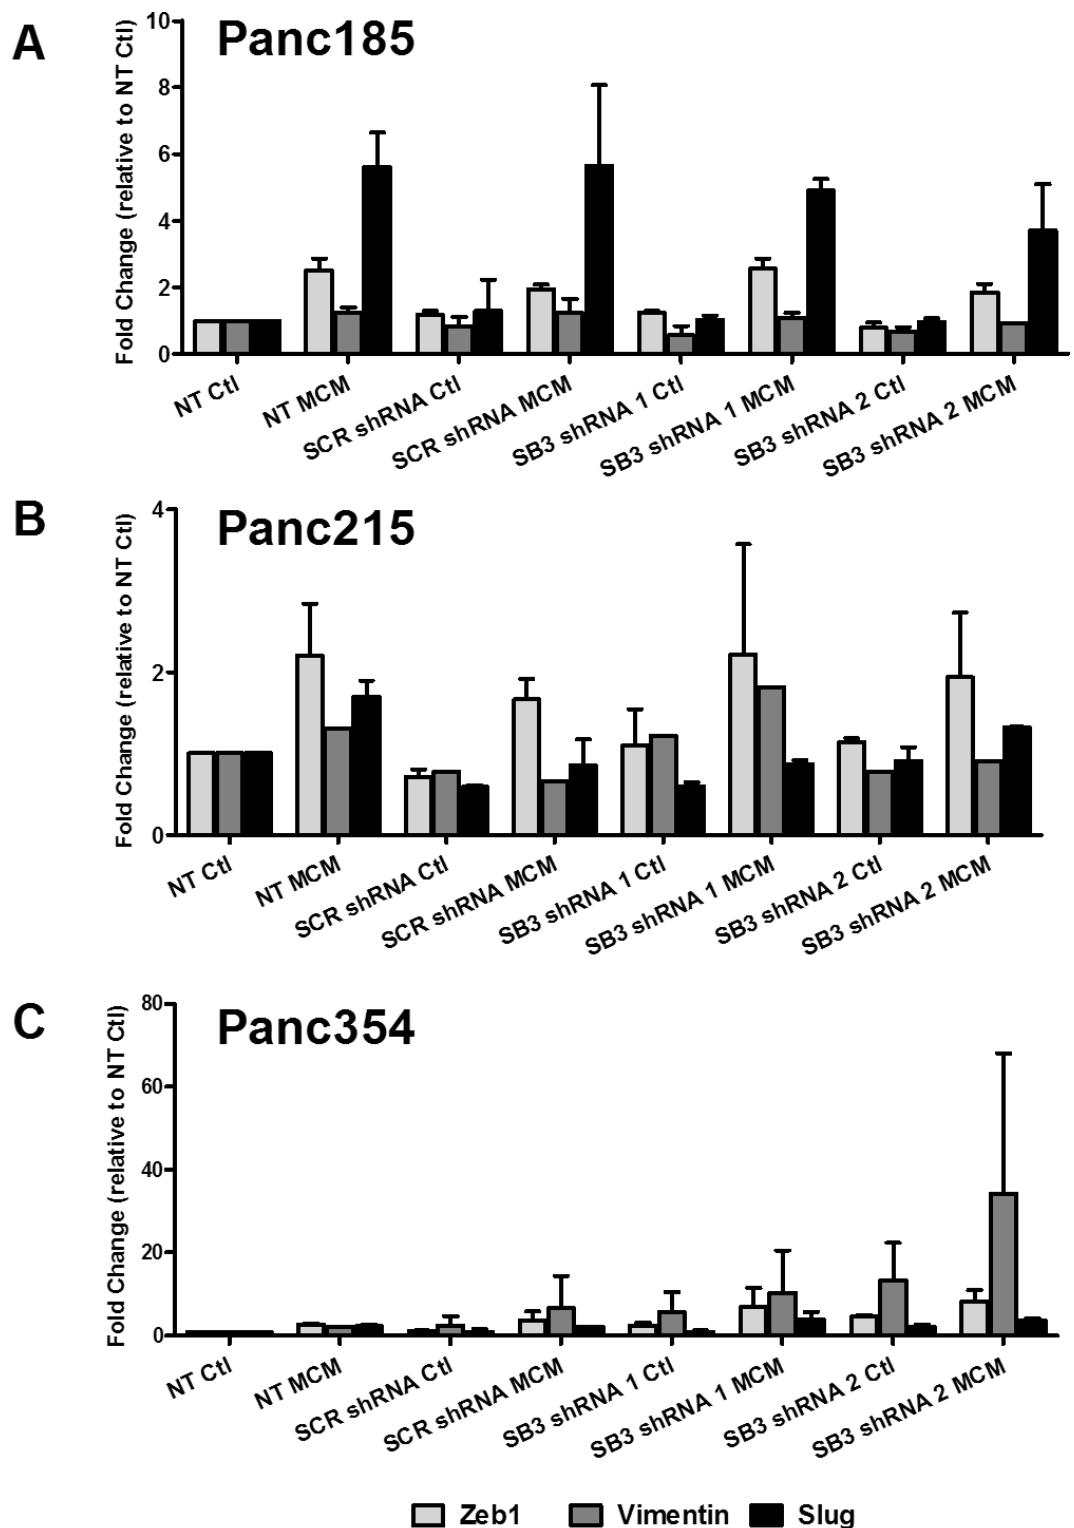 A
Panc185
Fold Change (relative to NT Ctl)
10
8
6
4
2
0
NT Ctl
NT MCM
SCR shRNA Ctl
SCR shRNA MCM
SB3 shRNA 1 Ctl
SB3 shRNA 1 MCM
SB3 shRNA 2 Ctl
SB3 shRNA 2 MCM
B
Panc215
Fold Change (relative to NT Ctl)
4
2
0
NT Ctl
NT MCM
SCR shRNA Ctl
SCR shRNA MCM
SB3 shRNA 1 Ctl
SB3 shRNA 1 MCM
SB3 shRNA 2 Ctl
SB3 shRNA 2 MCM
C
Panc354
Fold Change (relative to NT Ctl)
80
60
40
20
0
NT Ctl
NT MCM
SCR shRNA Ctl
SCR shRNA MCM
SB3 shRNA 1 Ctl
SB3 shRNA 1 MCM
SB3 shRNA 2 Ctl
SB3 shRNA 2 MCM
Zeb1 Vimentin Slug